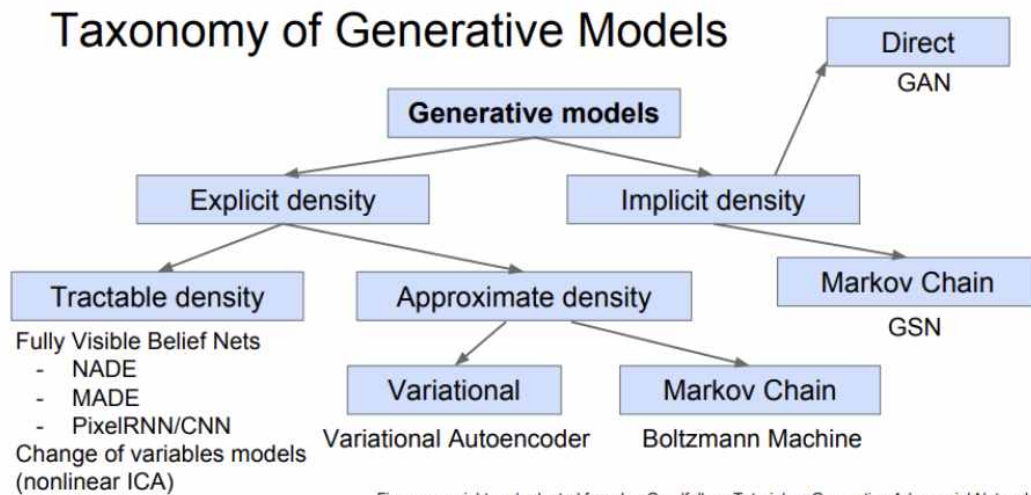 Taxonomy of Generative Models
Direct
GAN
Generative models
Explicit density
Implicit density
Tractable density
Approximate density
Markov Chain
GSN
Fully Visible Belief Nets
- NADE
- MADE
- PixelRNN/CNN
Change of variables models
(nonlinear ICA)
Variational
Variational Autoencoder
Markov Chain
Boltzmann Machine